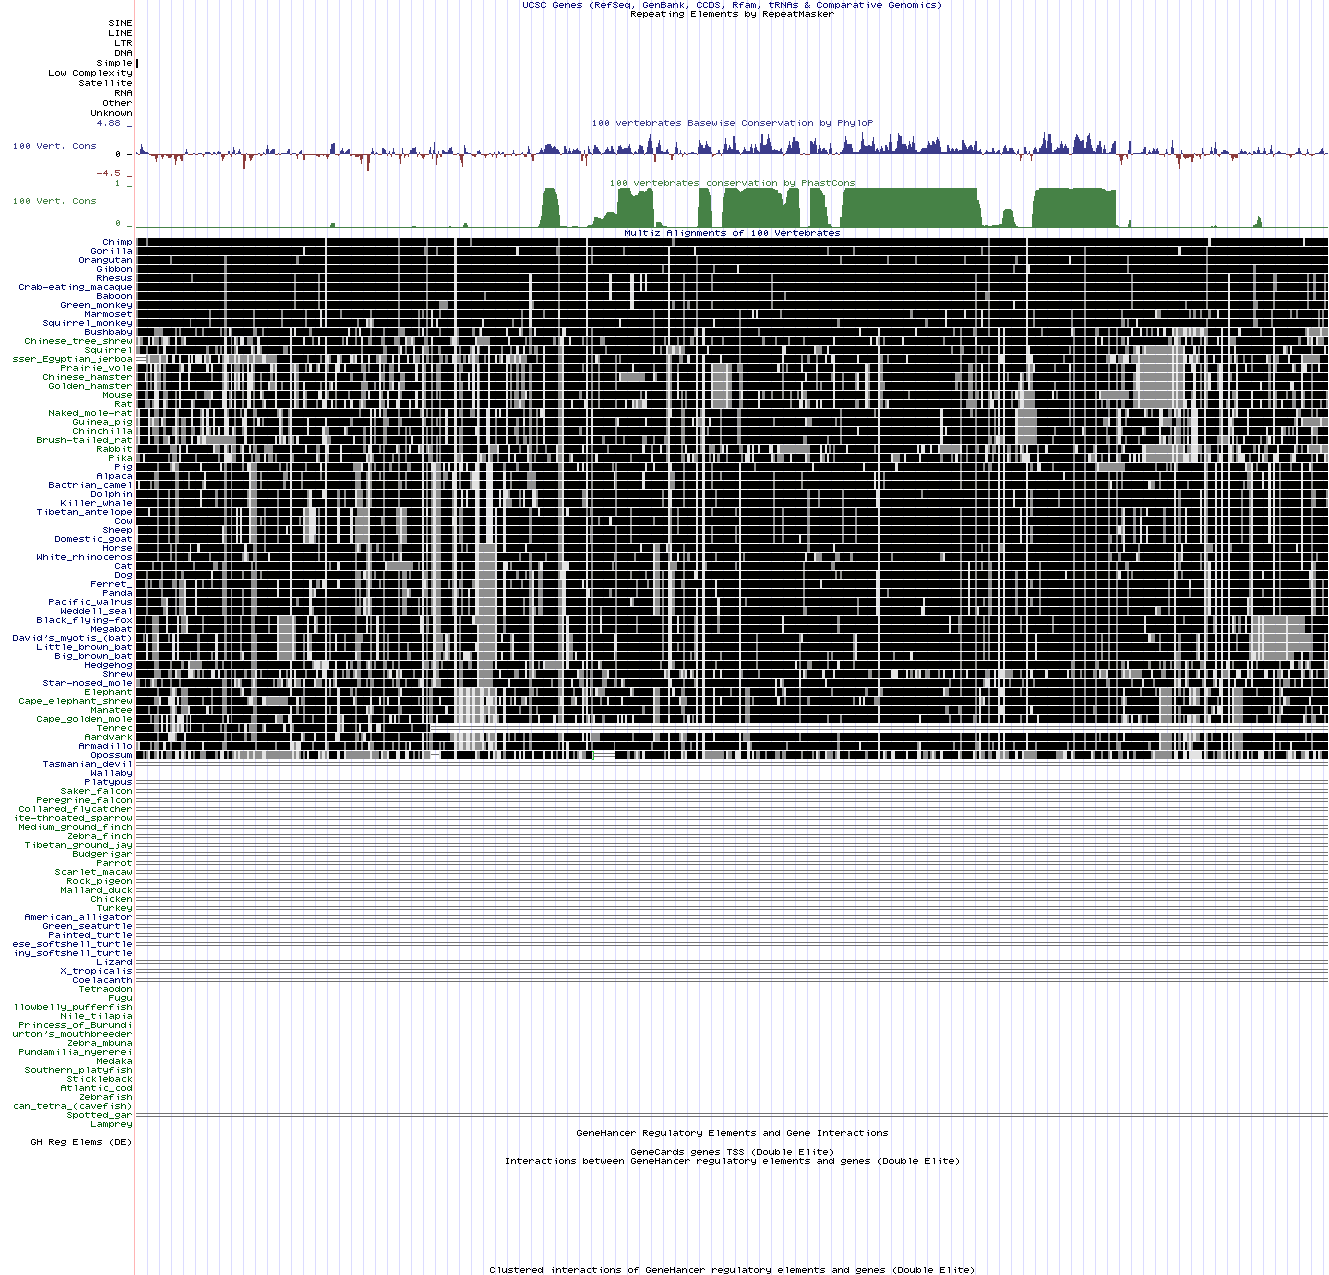 UCSC Genes (RefSeq, GenBank, CCDS, Rfam, tRNAs & Comparative Genomics)
Repeating Elements by RepeatMasker
SINE
LINE
LTR
DNA
Simple
Low Complexity
Satellite
RNA
Other
Unknown
4.88 _
100 vertebrates Basewise Conservation by PhyloP
100 Vert. Cons
0 -
-4.5 _
1 _
100 vertebrates conservation by PhastCons
100 Vert. Cons
0 _
Multiz Alignments of 100 Vertebrates
Chimp
Gorilla
Orangutan
Gibbon
Rhesus
Crab-eating_macaque
Baboon
Green_monkey
Marmoset
Squirrel_monkey
Bushbaby
Chinese_tree_shrew
Squirrel
sser_Egyptian_jerboa
Prairie_vole
Chinese_hamster
Golden_hamster
Mouse
Rat
Naked_mole-rat
Guinea_pig
Chinchilla
Brush-tailed_rat
Rabbit
Pika
Pig
Alpaca
Bactrian_camel
Dolphin
Killer_whale
Tibetan_antelope
Cow
Sheep
Domestic_goat
Horse
White_rhinoceros
Cat
Dog
Ferret_
Panda
Pacific_walrus
Weddell_seal
Black_flying-fox
Megabat
David's_myotis_(bat)
Little_brown_bat
Big_brown_bat
Hedgehog
Shrew
Star-nosed_mole
Elephant
Cape_elephant_shrew
Manatee
Cape_golden_mole
Tenrec
Aardvark
Armadillo
Opossum
Tasmanian_devil
Wallaby
Platypus
Saker_falcon
Peregrine_falcon
Collared_flycatcher
ite-throated_sparrow
Medium_ground_finch
Zebra_finch
Tibetan_ground_jay
Budgerigar
Parrot
Scarlet_macaw
Rock_pigeon
Mallard_duck
Chicken
Turkey
American_alligator
Green_seaturtle
Painted_turtle
ese_softshell_turtle
iny_softshell_turtle
Lizard
X_tropicalis
Coelacanth
Tetraodon
Fugu
llowbelly_pufferfish
Nile_tilapia
Princess_of_Burundi
urton's_mouthbreeder
Zebra_mbuna
Pundamilia_nyererei
Medaka
Southern_platyfish
Stickleback
Atlantic_cod
Zebrafish
can_tetra_(cavefish)
Spotted_gar
Lamprey
GeneHancer Regulatory Elements and Gene Interactions
GH Reg Elems (DE)
GeneCards genes TSS (Double Elite)
Interactions between GeneHancer regulatory elements and genes (Double Elite)
Clustered interactions of GeneHancer regulatory elements and genes (Double Elite)